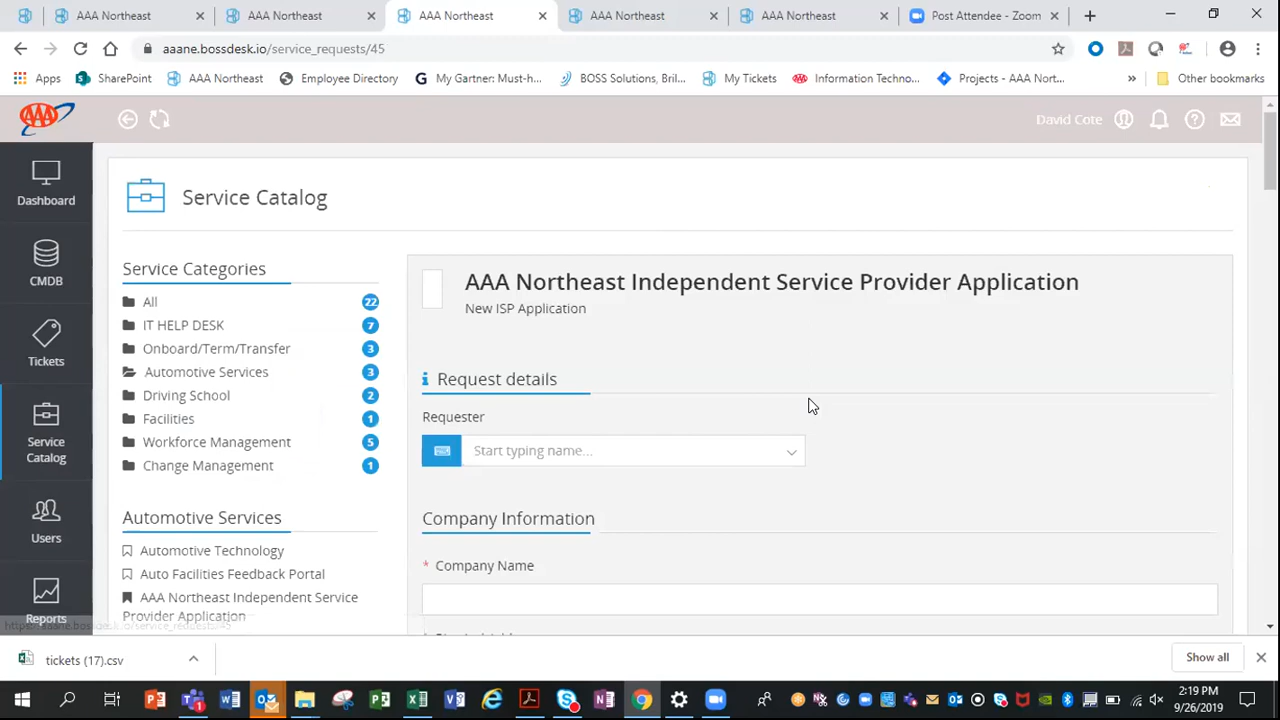 AAA Northeast
AAA Northeast
AAA Northeast
AAA Northeast
AAA Northeast
Post Attendee - Zoom
aaane.bossdesk.io/service_requests/45
Apps
SharePoint
AAA Northeast
Employee Directory
My Gartner: Must-h...
BOSS Solutions, Bril...
My Tickets
Information Techno...
Projects - AAA Nort...
»
Other bookmarks
AAA
David Cote
Dashboard
CMDB
Tickets
Service
Catalog
Users
Reports
Service Catalog
Service Categories
All 22
IT HELP DESK 7
Onboard/Term/Transfer 3
Automotive Services 3
Driving School 2
Facilities 1
Workforce Management 5
Change Management 1
Automotive Services
Automotive Technology
Auto Facilities Feedback Portal
AAA Northeast Independent Service
Provider Application
AAA Northeast Independent Service Provider Application
New ISP Application
Request details
Requester
Start typing name...
Company Information
* Company Name
https://aaane.bossdesk.io/service_requests/45
tickets (17).csv
Show all
2:19 PM
9/26/2019